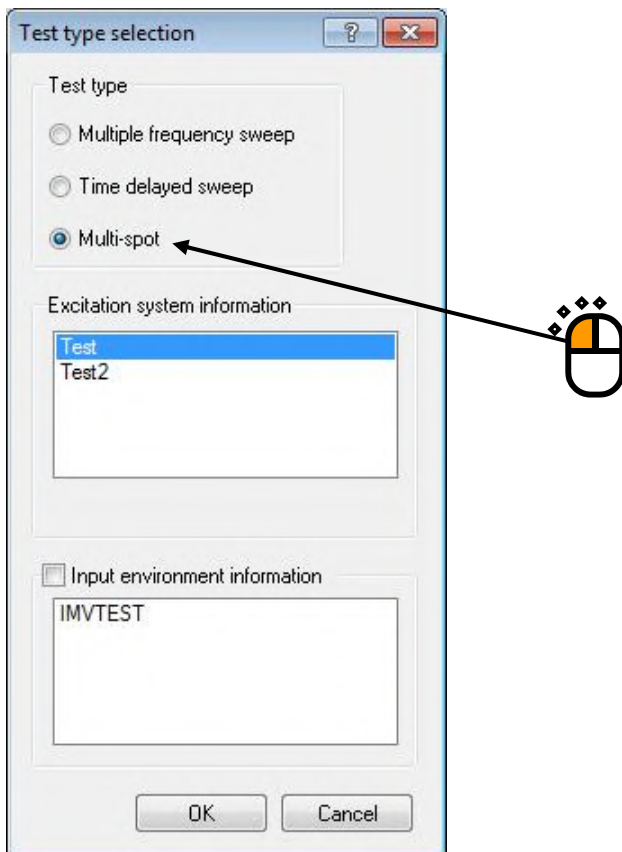 Test type selection
Test type
Multiple frequency sweep
Time delayed sweep
Multi-spot
Excitation system information
Test
Test2
Input environment information
IMVTEST
OK
Cancel